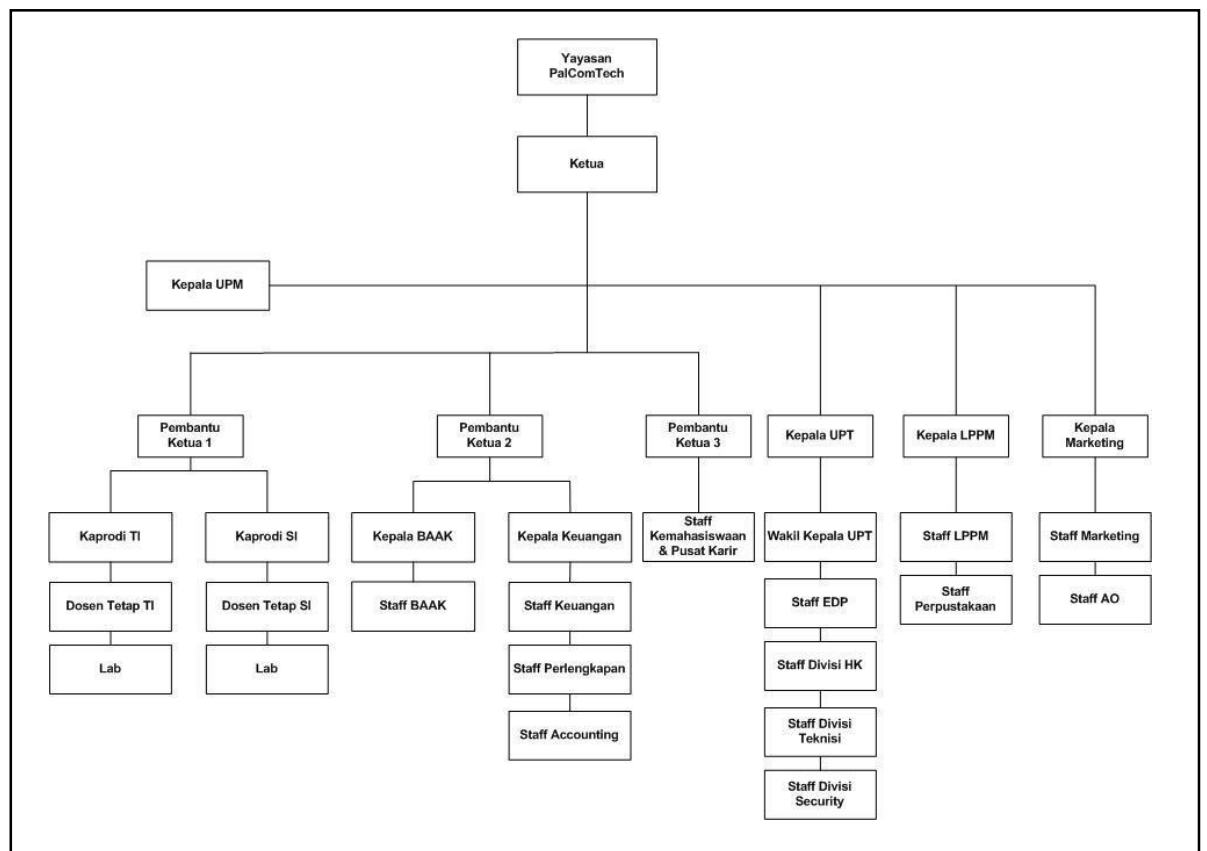 Yayasan
PalComTech
Ketua
Kepala UPM
Pembantu
Ketua 1
Pembantu
Ketua 2
Pembantu
Ketua 3
Kepala UPT
Kepala LPPM
Kepala
Marketing
Kaprodi TI
Kaprodi SI
Kepala BAAK
Kepala Keuangan
Staff
Kemahasiswaan
& Pusat Karir
Wakil Kepala UPT
Staff LPPM
Staff Marketing
Dosen Tetap TI
Dosen Tetap SI
Staff BAAK
Staff Keuangan
Staff EDP
Staff
Perpustakaan
Staff AO
Lab
Lab
Staff Perlengkapan
Staff Divisi HK
Staff Accounting
Staff Divisi
Teknisi
Staff Divisi
Security